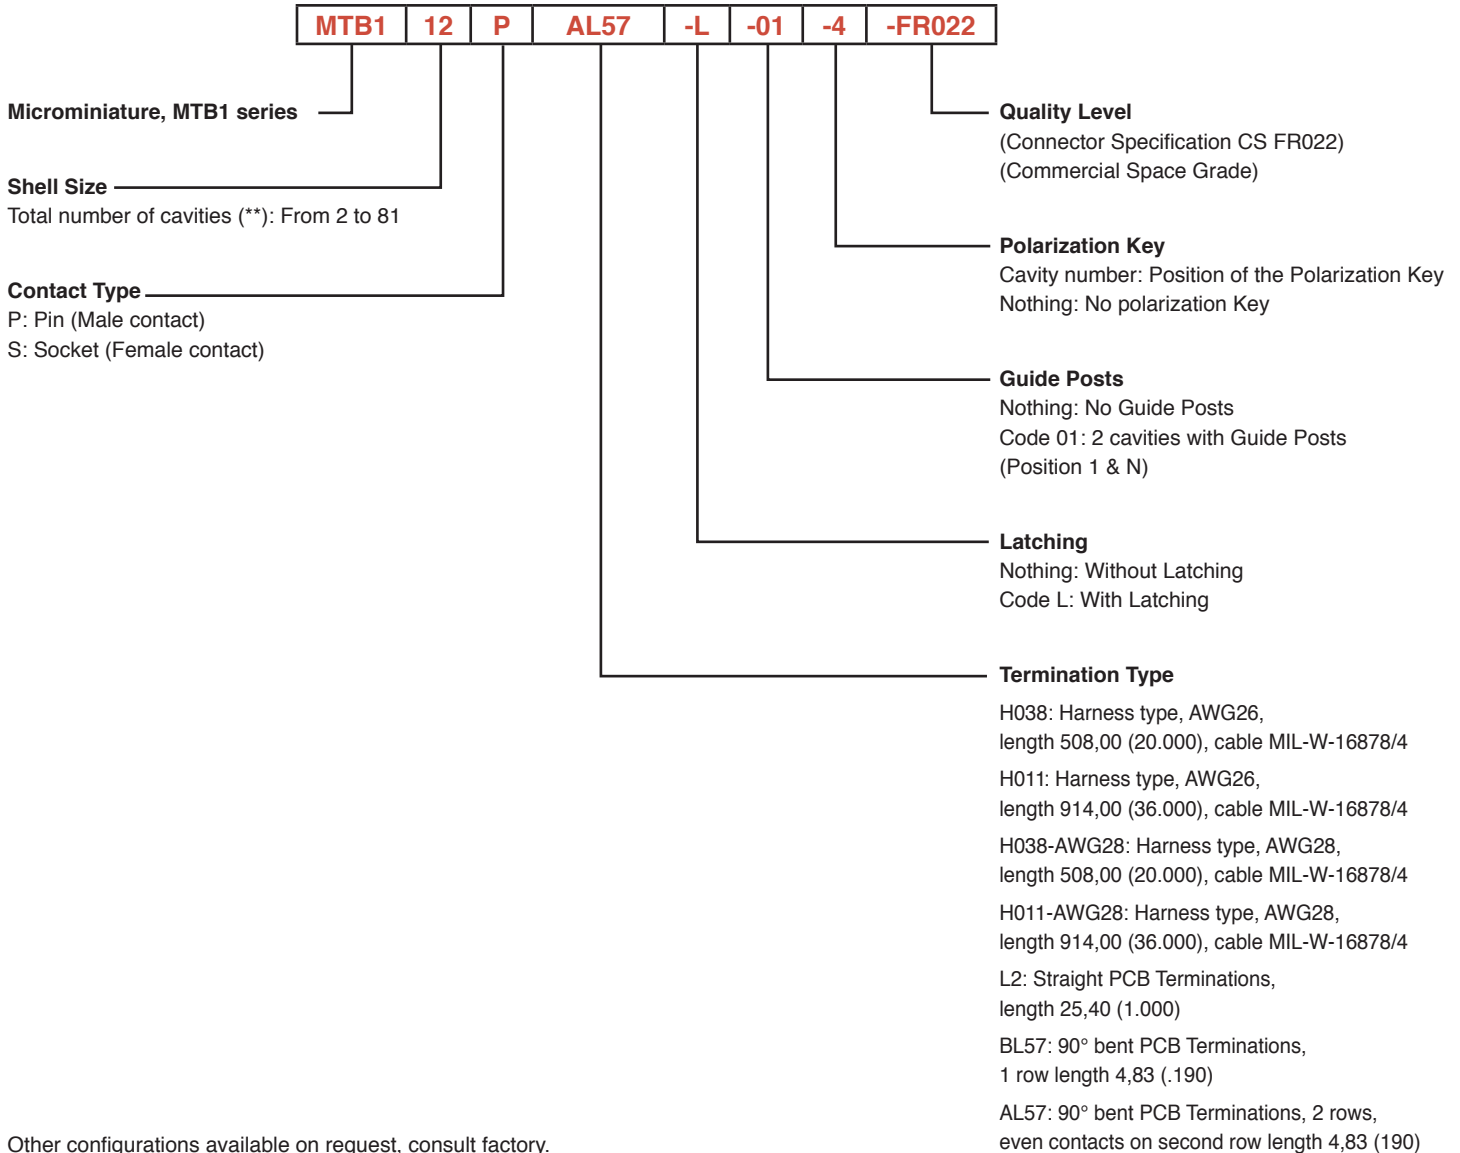 MTB1 12 P AL57 -L -01 -4 -FR022
Microminiature, MTB1 series
Shell Size
Total number of cavities (**): From 2 to 81
Contact Type
P: Pin (Male contact)
S: Socket (Female contact)
Quality Level
(Connector Specification CS FR022)
(Commercial Space Grade)
Polarization Key
Cavity number: Position of the Polarization Key
Nothing: No polarization Key
Guide Posts
Nothing: No Guide Posts
Code 01: 2 cavities with Guide Posts
(Position 1 & N)
Latching
Nothing: Without Latching
Code L: With Latching
Termination Type
H038: Harness type, AWG26,
length 508,00 (20.000), cable MIL-W-16878/4
H011: Harness type, AWG26,
length 914,00 (36.000), cable MIL-W-16878/4
H038-AWG28: Harness type, AWG28,
length 508,00 (20.000), cable MIL-W-16878/4
H011-AWG28: Harness type, AWG28,
length 914,00 (36.000), cable MIL-W-16878/4
L2: Straight PCB Terminations,
length 25,40 (1.000)
BL57: 90° bent PCB Terminations,
1 row length 4,83 (.190)
AL57: 90° bent PCB Terminations, 2 rows,
even contacts on second row length 4,83 (190)
Other configurations available on request, consult factory.